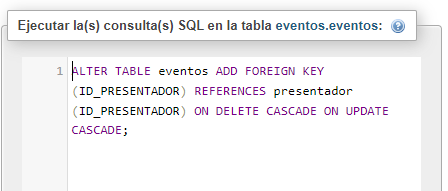 Ejecutar la(s) consulta(s) SQL en la tabla eventos.eventos:
1 ALTER TABLE eventos ADD FOREIGN KEY
(ID_PRESENTADOR) REFERENCES presentador
(ID_PRESENTADOR) ON DELETE CASCADE ON UPDATE
CASCADE;